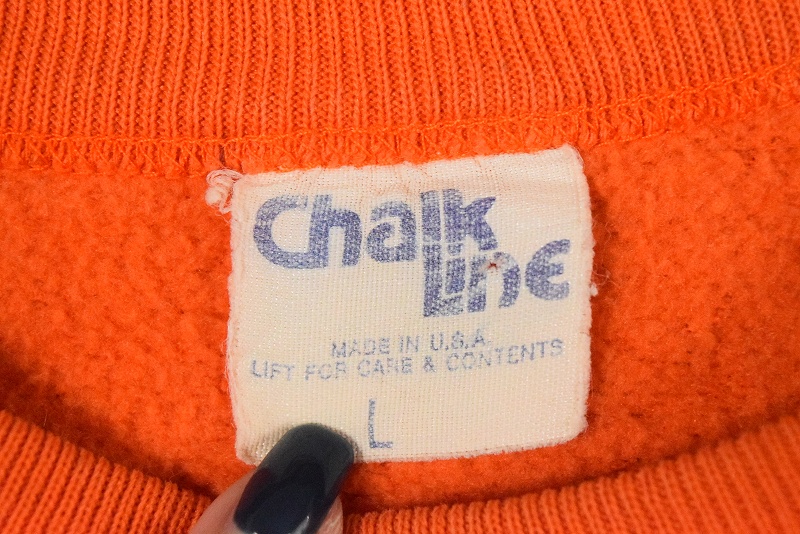 Chalk
Line
MADE IN U.S.A.
LIFT FOR CARE & CONTENTS
L